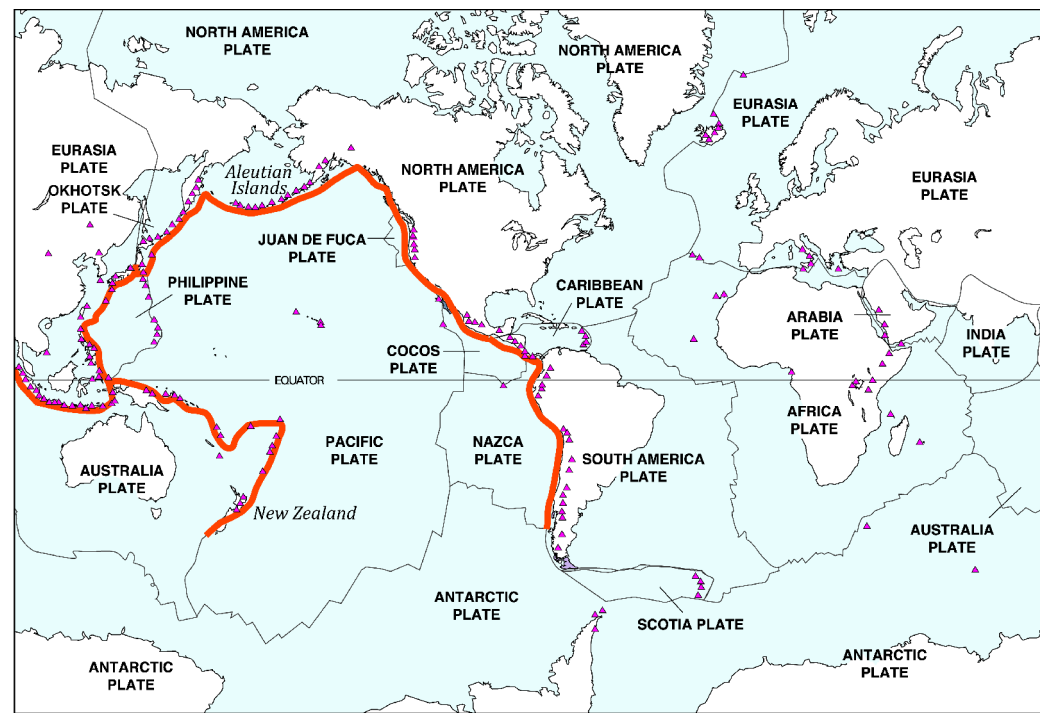 NORTH AMERICA
PLATE
NORTH AMERICA
PLATE
EURASIA
PLATE
EURASIA
PLATE
OKHOTSK
PLATE
Aleutian
Islands
NORTH AMERICA
PLATE
EURASIA
PLATE
JUAN DE FUCA
PLATE
PHILIPPINE
PLATE
CARIBBEAN
PLATE
ARABIA
PLATE
INDIA
PLATE
COCOS
PLATE
EQUATOR
AFRICA
PLATE
PACIFIC
PLATE
NAZCA
PLATE
SOUTH AMERICA
PLATE
AUSTRALIA
PLATE
New Zealand
AUSTRALIA
PLATE
ANTARCTIC
PLATE
SCOTIA PLATE
ANTARCTIC
PLATE
ANTARCTIC
PLATE